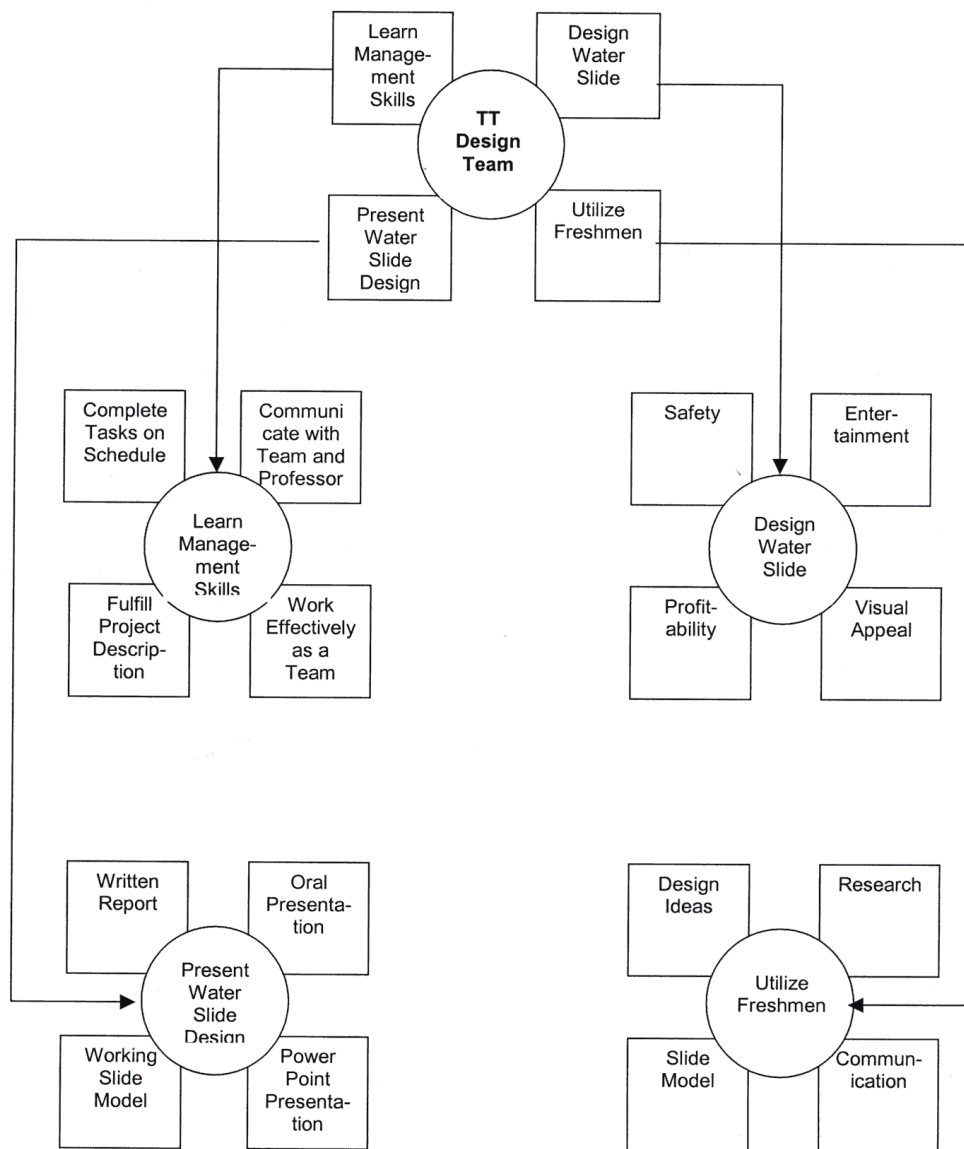 Learn
Manage-
ment
Skills
Design
Water
Slide
TT
Design
Team
Present
Water
Slide
Design
Utilize
Freshmen
Complete
Tasks on
Schedule
Communi
cate with
Team and
Professor
Learn
Manage-
ment
Skills
Fulfill
Project
Descrip-
tion
Work
Effectively
as a
Team
Safety
Enter-
tainment
Design
Water
Slide
Profit-
ability
Visual
Appeal
Written
Report
Oral
Presenta-
tion
Present
Water
Slide
Design
Working
Slide
Model
Power
Point
Presenta-
tion
Design
Ideas
Research
Utilize
Freshmen
Slide
Model
Commun-
ication